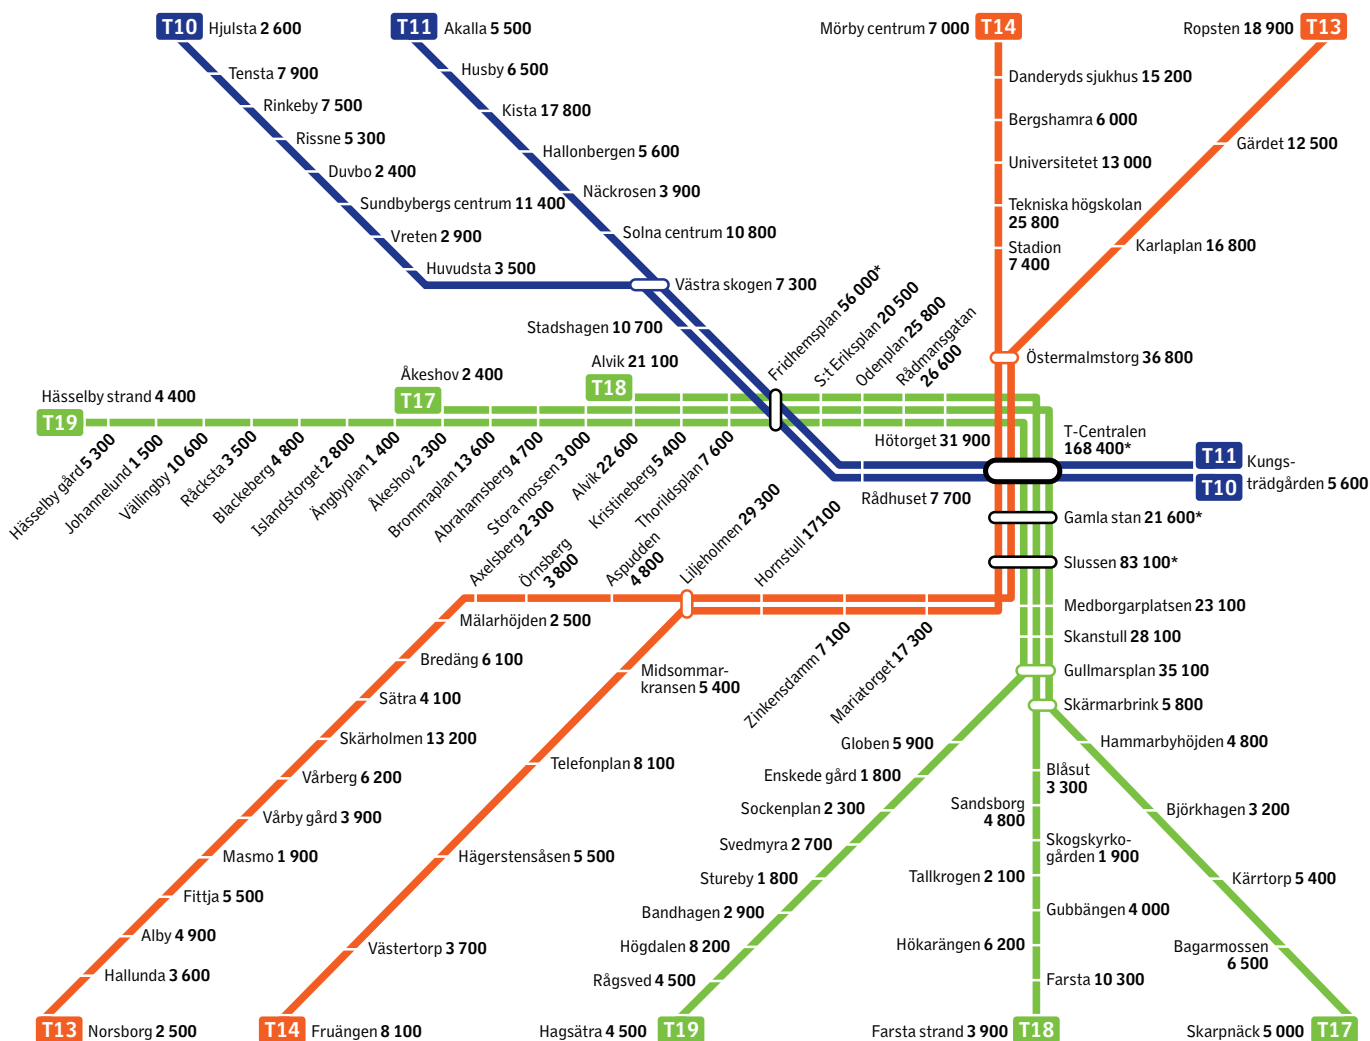 T10 Hjulsta 2 600
Tensta 7 900
Rinkeby 7 500
Rissne 5 300
Duvbo 2 400
Sundbybergs centrum 11 400
Vreten 2 900
Huvudsta 3 500
T11 Akalla 5 500
Husby 6 500
Kista 17 800
Hallonbergen 5 600
Näckrosen 3 900
Solna centrum 10 800
Västra skogen 7 300
Stadshagen 10 700
Mörby centrum 7 000 T14
Danderyds sjukhus 15 200
Bergshamra 6 000
Universitetet 13 000
Tekniska högskolan
25 800
Stadion
7 400
Ropsten 18 900 T13
Gärdet 12 500
Karlaplan 16 800
Östermalmstorg 36 800
Hässelby strand 4 400
T19
Åkeshov 2 400
T17
Alvik 21 100
T18
Fridhemsplan 56 000*
S:t Eriksplan 20 500
Odenplan 25 800
Rådmansgatan
26 600
Hötorget 31 900
Hässelby gård 5 300
Johannelund 1 500
Vällingby 10 600
Råcksta 3 500
Blackeberg 4 800
Islandstorget 2 800
Ängbyplan 1 400
Åkeshov 2 300
Brommaplan 13 600
Abrahamsberg 4 700
Stora mossen 3 000
Alvik 22 600
Kristineberg 5 400
Thorildsplan 7 600
Rådhuset 7 700
T-Centralen
168 400*
T11
T10
Kungs-
trädgården 5 600
Gamla stan 21 600*
Slussen 83 100*
Medborgarplatsen 23 100
Skanstull 28 100
Gullmarsplan 35 100
Skärmarbrink 5 800
Axelsberg 2 300
Örnsberg
3 800
Aspudden
4 800
Liljeholmen 29 300
Hornstull 17100
Zinkensdamm 7 100
Mariatorget 17 300
Mälarhöjden 2 500
Bredäng 6 100
Sätra 4 100
Skärholmen 13 200
Vårberg 6 200
Vårby gård 3 900
Masmo 1 900
Fittja 5 500
Alby 4 900
Hallunda 3 600
T13 Norsborg 2 500
Midsommar-
kransen 5 400
Telefonplan 8 100
Hägerstensåsen 5 500
Västertorp 3 700
T14 Fruängen 8 100
Globen 5 900
Enskede gård 1 800
Sockenplan 2 300
Svedmyra 2 700
Stureby 1 800
Bandhagen 2 900
Högdalen 8 200
Rågsved 4 500
Hagsätra 4 500 T19
Blåsut
3 300
Sandsborg
4 800
Skogskyrko-
gården 1 900
Tallkrogen 2 100
Gubbängen 4 000
Hökarängen 6 200
Farsta 10 300
Farsta strand 3 900 T18
Hammarbyhöjden 4 800
Björkhagen 3 200
Kärrtorp 5 400
Bagarmossen
6 500
Skarpnäck 5 000 T17